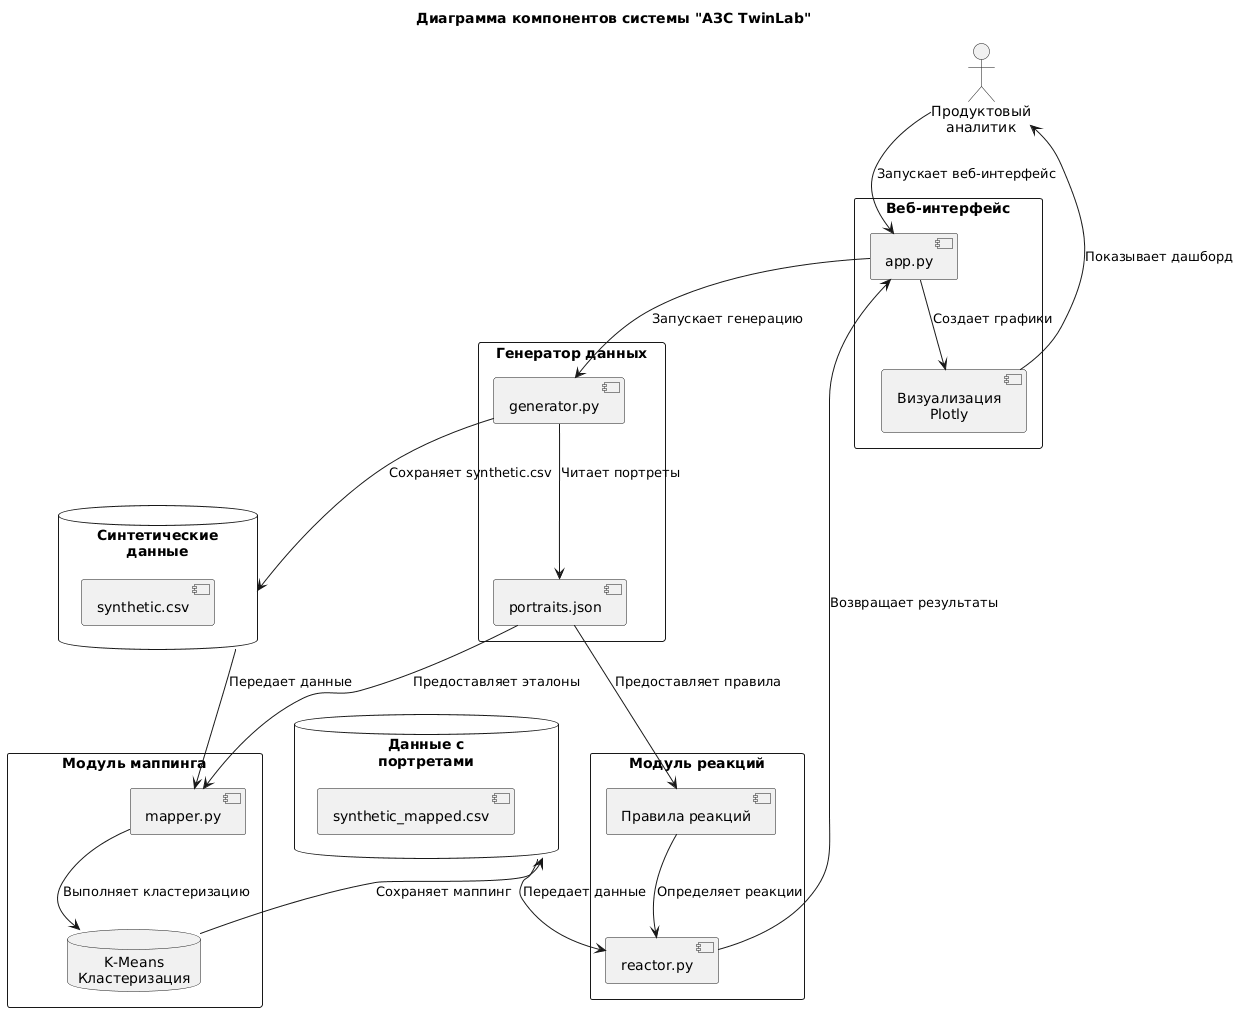 Диаграмма компонентов системы "АЗС TwinLab"
Продуктовый
аналитик
Запускает веб-интерфейс
Веб-интерфейс
app.py
Показывает дашборд
Запускает генерацию
Создает графики
Генератор данных
generator.py
Визуализация
Plotly
Сохраняет synthetic.csv
Читает портреты
Синтетические
данные
synthetic.csv
portraits.json
Возвращает результаты
Передает данные
Предоставляет эталоны
Предоставляет правила
Данные с
портретами
synthetic_mapped.csv
Модуль маппинга
mapper.py
Модуль реакций
Правила реакций
Выполняет кластеризацию
Сохраняет маппинг
Передает данные
Определяет реакции
K-Means
Кластеризация
reactor.py